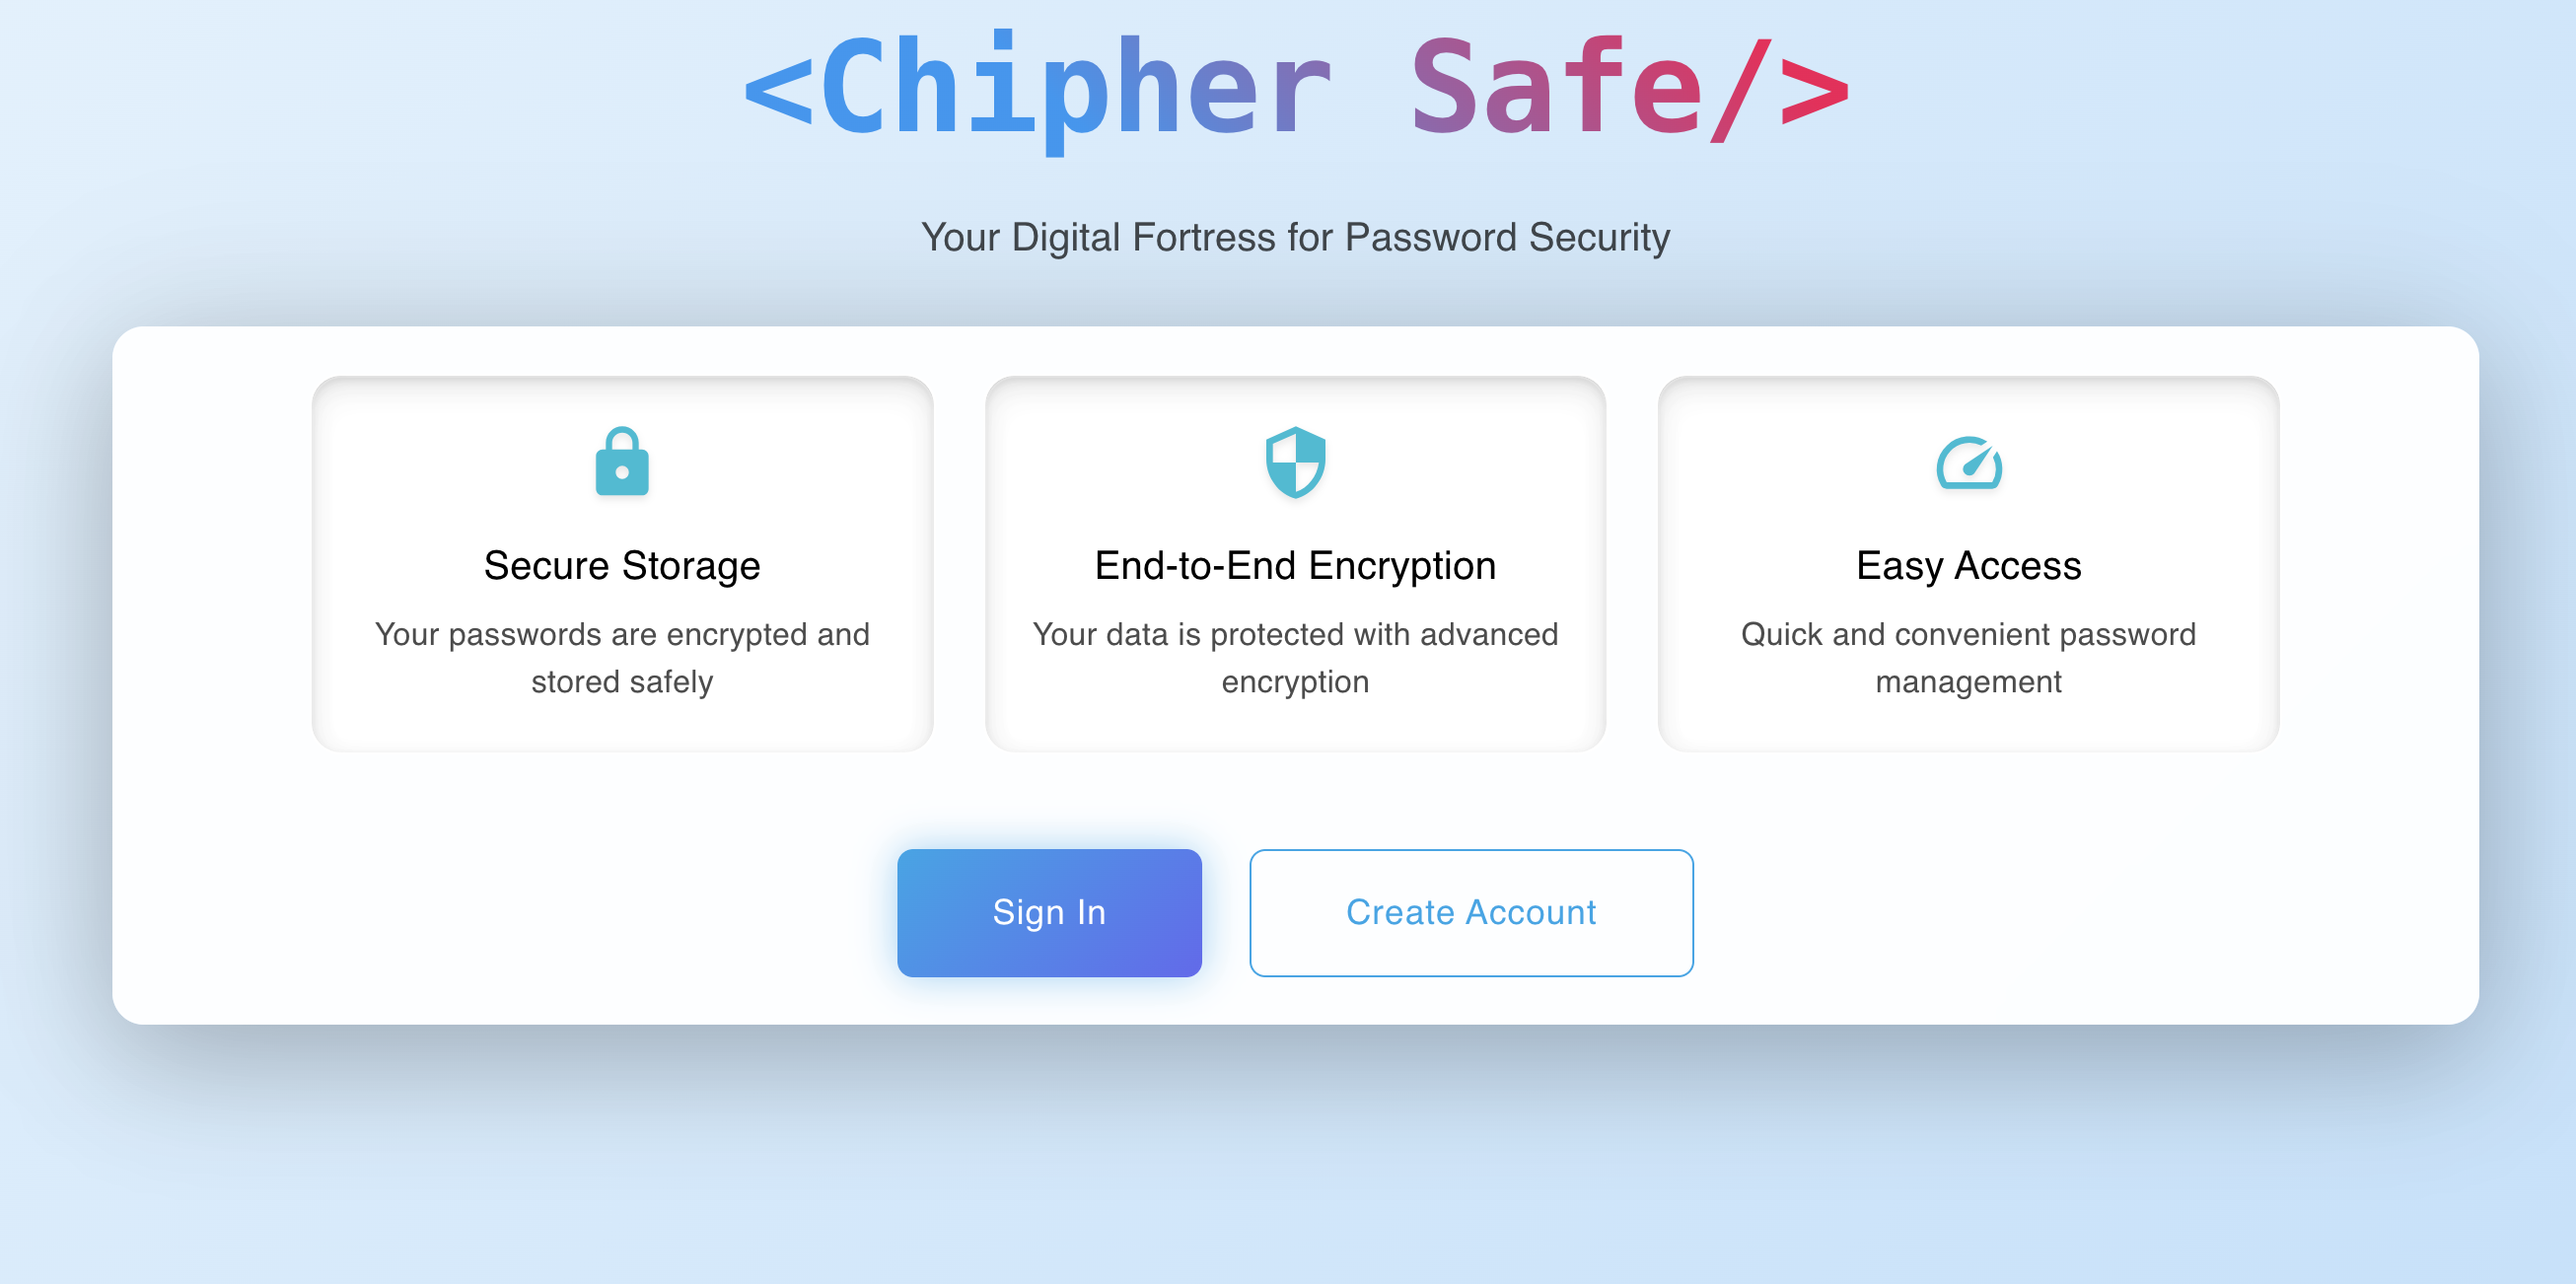 <Chipher Safe/>
Your Digital Fortress for Password Security
Secure Storage
Your passwords are encrypted and
stored safely
End-to-End Encryption
Your data is protected with advanced
encryption
Easy Access
Quick and convenient password
management
Sign In
Create Account